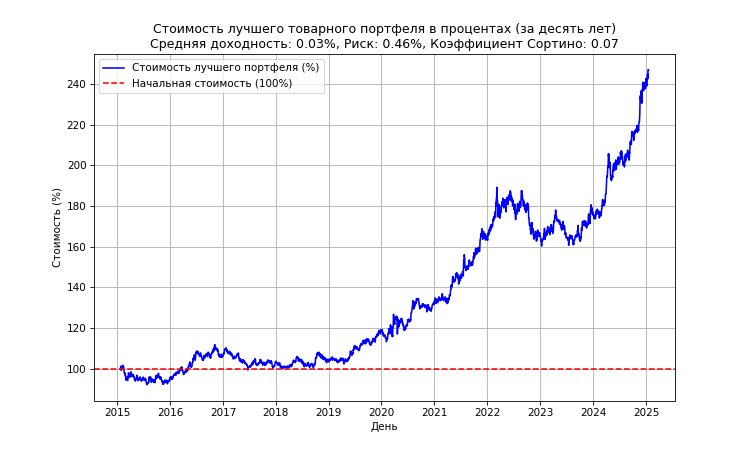 Стоимость лучшего товарного портфеля в процентах (за десять лет)
Средняя доходность: 0.03%, Риск: 0.46%, Коэффициент Сортино: 0.07
Стоимость лучшего портфеля (%)
Начальная стоимость (100%)
Стоимость (%)
240
220
200
180
160
140
120
100
2015 2016 2017 2018 2019 2020 2021 2022 2023 2024 2025
День